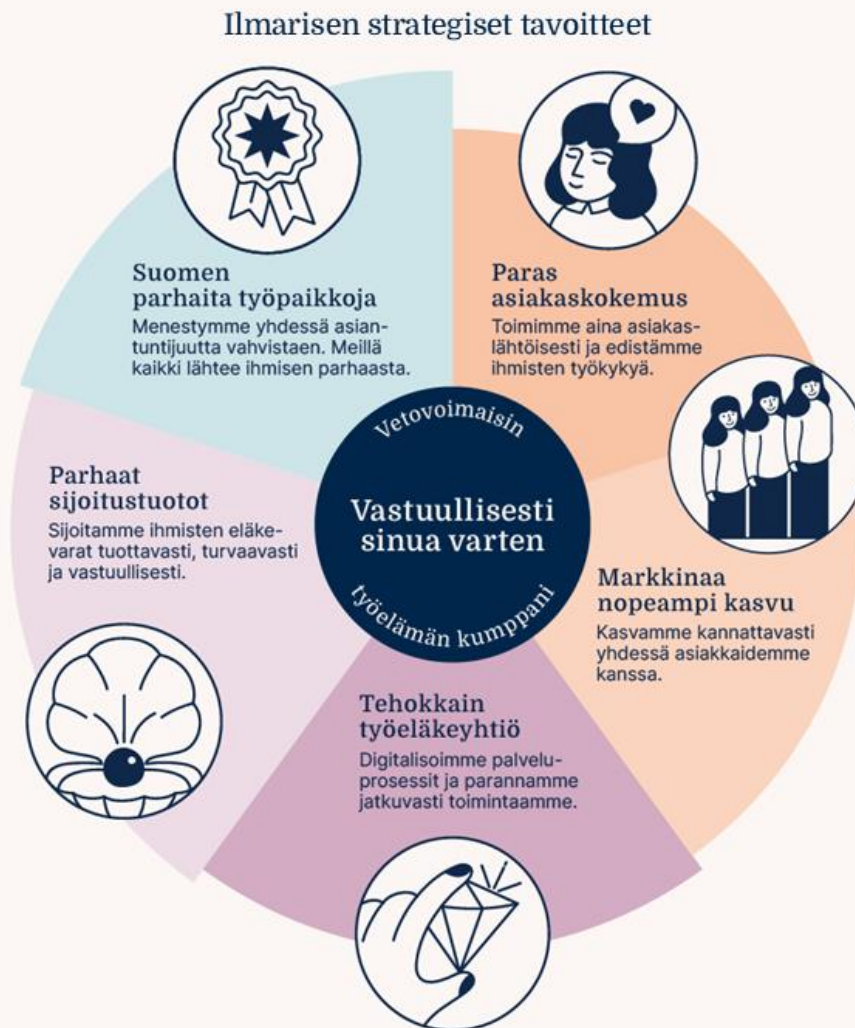 Ilmarisen strategiset tavoitteet
Suomen
parhaita työpaikkoja
Menestymme yhdessä asian-
tuntijuutta vahvistaen. Meillä
kaikki lähtee ihmisen parhaasta.
Paras
asiakaskokemus
Toimimme aina asiakas-
lähtöisesti ja edistämme
ihmisten työkykyä.
Vetovoimaisin
Vastuullisesti
sinua varten
työelämän kumppani
Parhaat
sijoitustuotot
Sijoitamme ihmisten eläke-
varat tuottavasti, turvaavasti
ja vastuullisesti.
Markkinaa
nopeampi kasvu
Kasvamme kannattavasti
yhdessä asiakkaidemme
kanssa.
Tehokkain
työeläkeyhtiö
Digitalisoimme palvelu-
prosessit ja parannamme
jatkuvasti toimintaamme.